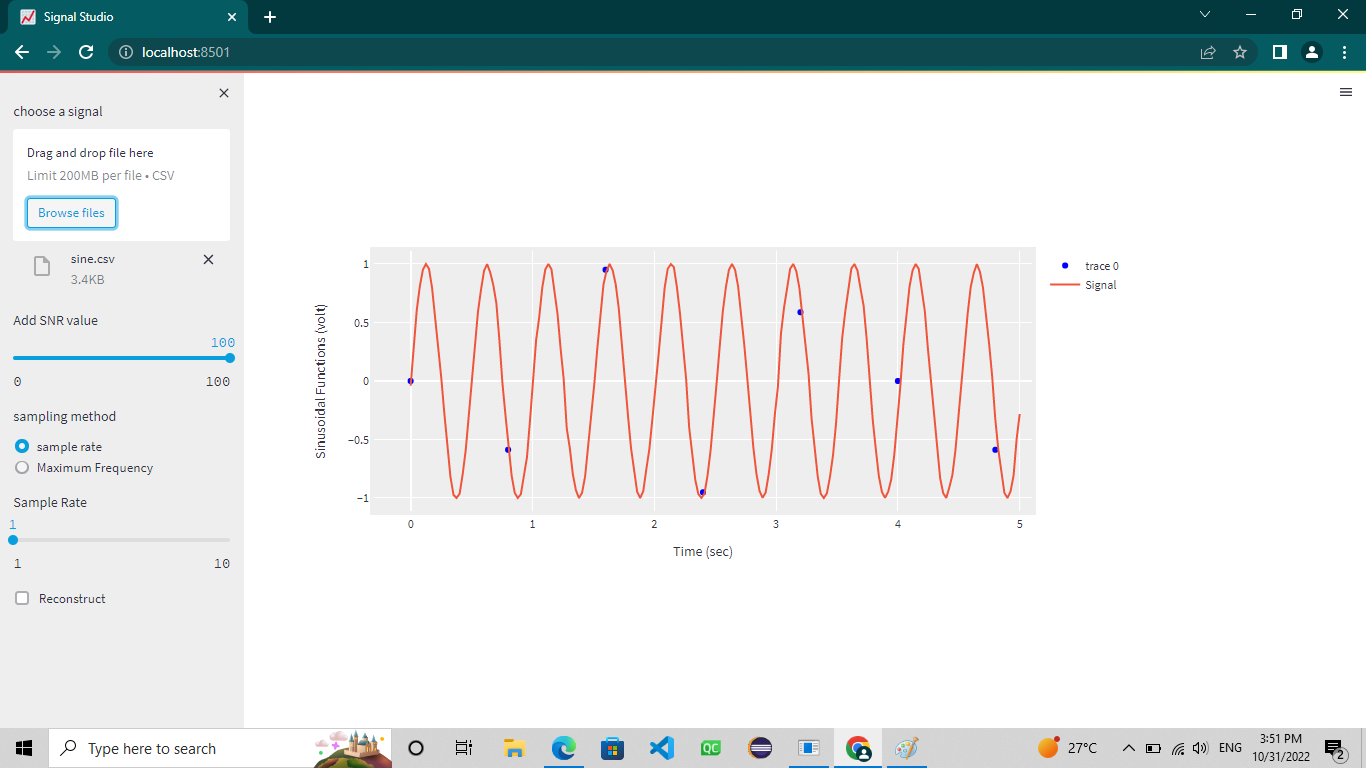 Signal Studio
localhost:8501
choose a signal
Drag and drop file here
Limit 200MB per file • CSV
Browse files
sine.csv
3.4KB
Add SNR value
100
0 100
sampling method
sample rate
Maximum Frequency
Sample Rate
1
1 10
Reconstruct
Sinusoidal Functions (volt)
1
0.5
0
−0.5
−1
0 1 2 3 4 5
Time (sec)
trace 0
Signal
Type here to search
QC
27°C
ENG
3:51 PM
10/31/2022
2